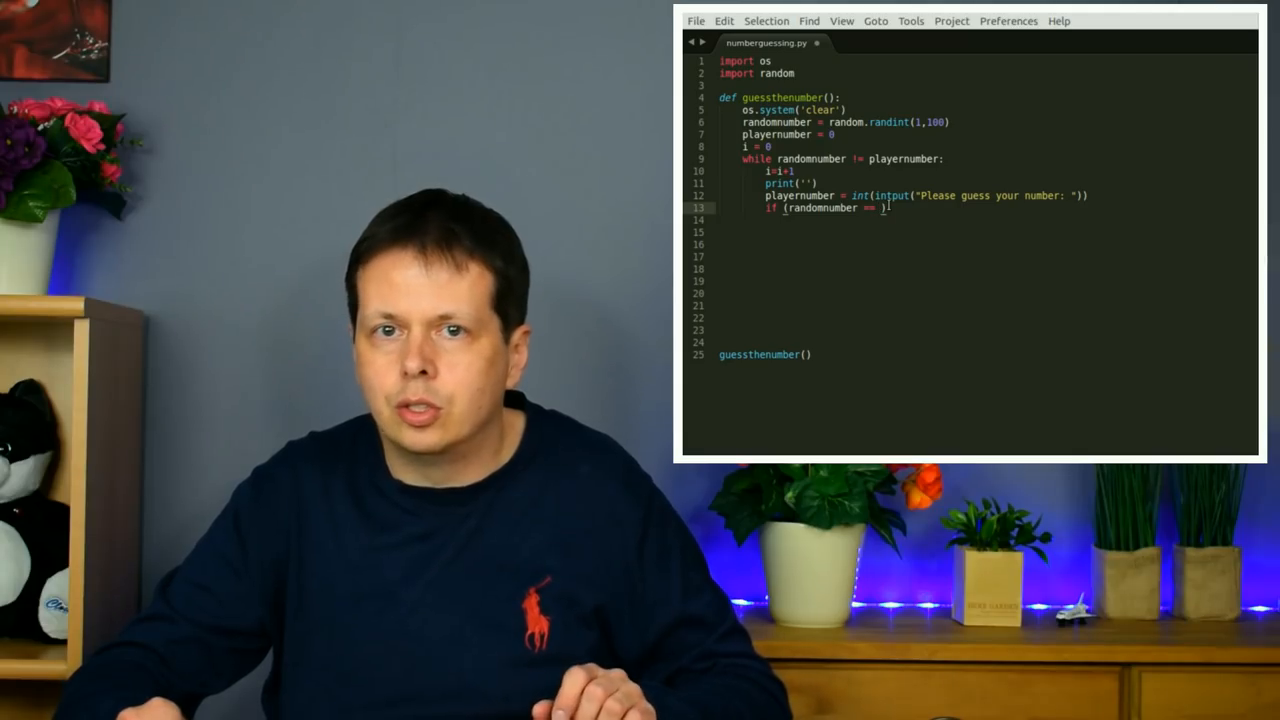 File Edit Selection Find View Goto Tools Project Preferences Help
numberguessing.py
1 import os
2 import random
3
4 def guessthenumber():
5 os.system('clear')
6 randomnumber = random.randint(1,100)
7 playernumber = 0
8 i = 0
9 while randomnumber != playernumber:
10 i=i+1
11 print('')
12 playernumber = int(intput("Please guess your number: "))
13 if (randomnumber == )
14
15
16
17
18
19
20
21
22
23
24
25 guessthenumber()
HERB GARDEN